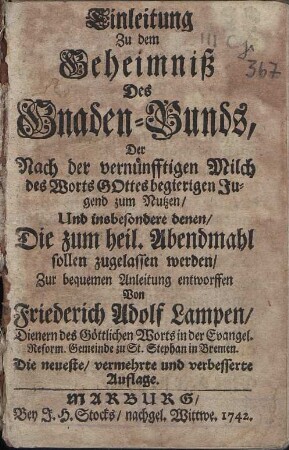 Einleitung
Zu dem
Geheimniß
Des
Gnaden-Bunds,
Der
Nach der vernünfftigen Milch
des Worts GOttes begierigen Ju-
gend zum Nutzen/
Und insbesondere denen/
Die zum heil. Abendmahl
sollen zugelassen werden/
Zur bequemen Anleitung entworffen
Von
Friederich Adolf Lampen/
Dienern des Göttlichen Worts in der Evangel.
Reform. Gemeinde zu St. Stephan in Bremen.
Die neueste/ vermehrte und verbesserte
Auflage.
MARBURG/
Bey J. H. Stocks/ nachgel. Wittwe. 1742.
367